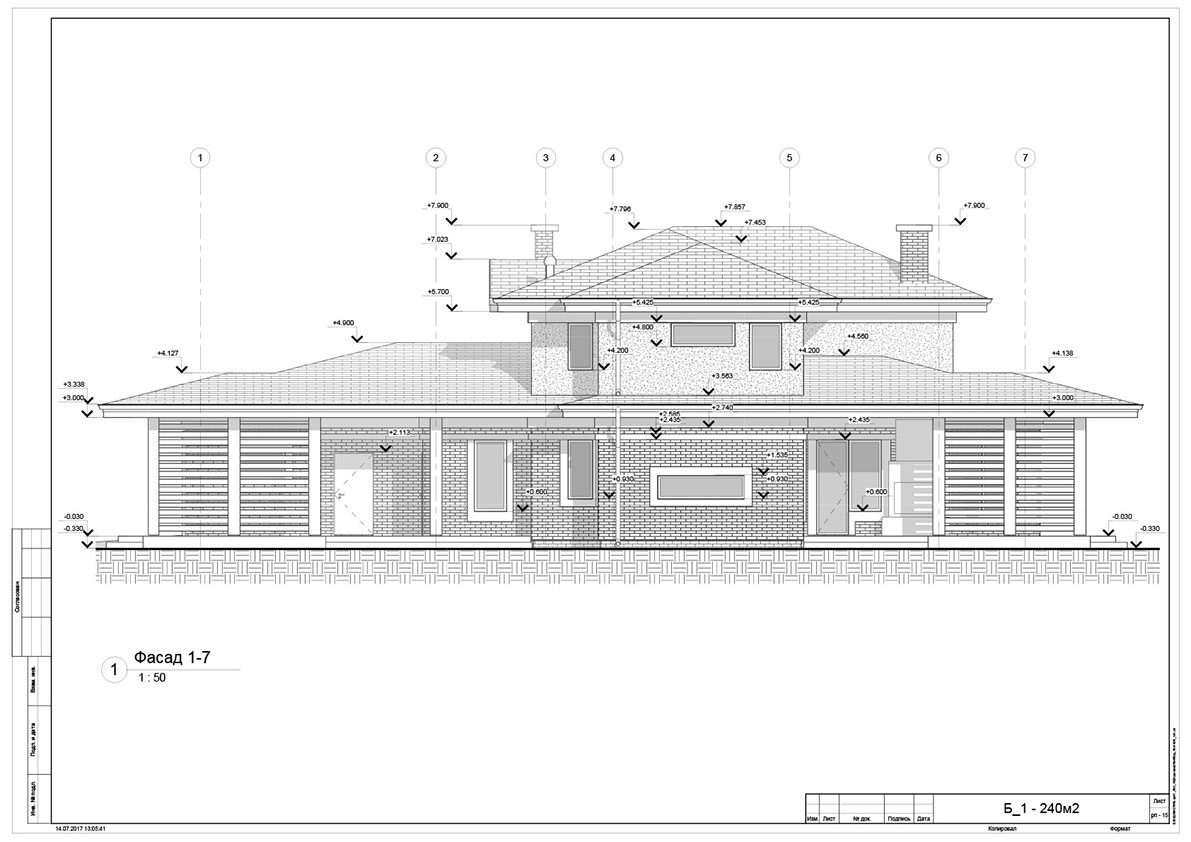 1 2 3 4 5 6 7
+7.900 +7.796 +7.857 +7.900
+7.453
+7.023
+5.700 +5.425 +5.425
+4.900 +4.800 +4.560
+4.127 +4.200 +4.200 +4.138
+3.338 +3.563
+3.000 +3.000
+2.740
+2.585
+2.435 +2.435
+2.113
+1.535
+0.930 +0.930
+0.600 +0.600
-0.030 -0.030
-0.330 -0.330
Согласован
Взам. инв.
Подп. и дата
Инв. № подл.
1 Фасад 1-7
1 : 50
Изм. Лист № док. Подпись Дата
Б_1 - 240м2
Лист
рп - 15
14.07.2017 13:05:41
Копировал Формат